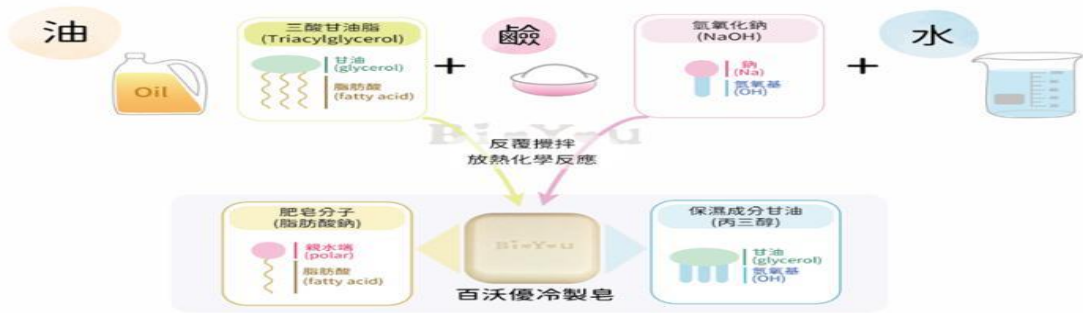 油
Oil
三酸甘油脂
(Triacylglycerol)
甘油
(glycerol)
脂肪酸
(fatty acid)
+
鹼
氫氧化鈉
(NaOH)
鈉
(Na)
氫氧基
(OH)
+
水
Bi-YoU
反覆攪拌
放熱化學反應
肥皂分子
(脂肪酸鈉)
親水端
(polar)
脂肪酸
(fatty acid)
Bi-YoU
百沃優冷製皂
保濕成分甘油
(丙三醇)
甘油
(glycerol)
氫氧基
(OH)